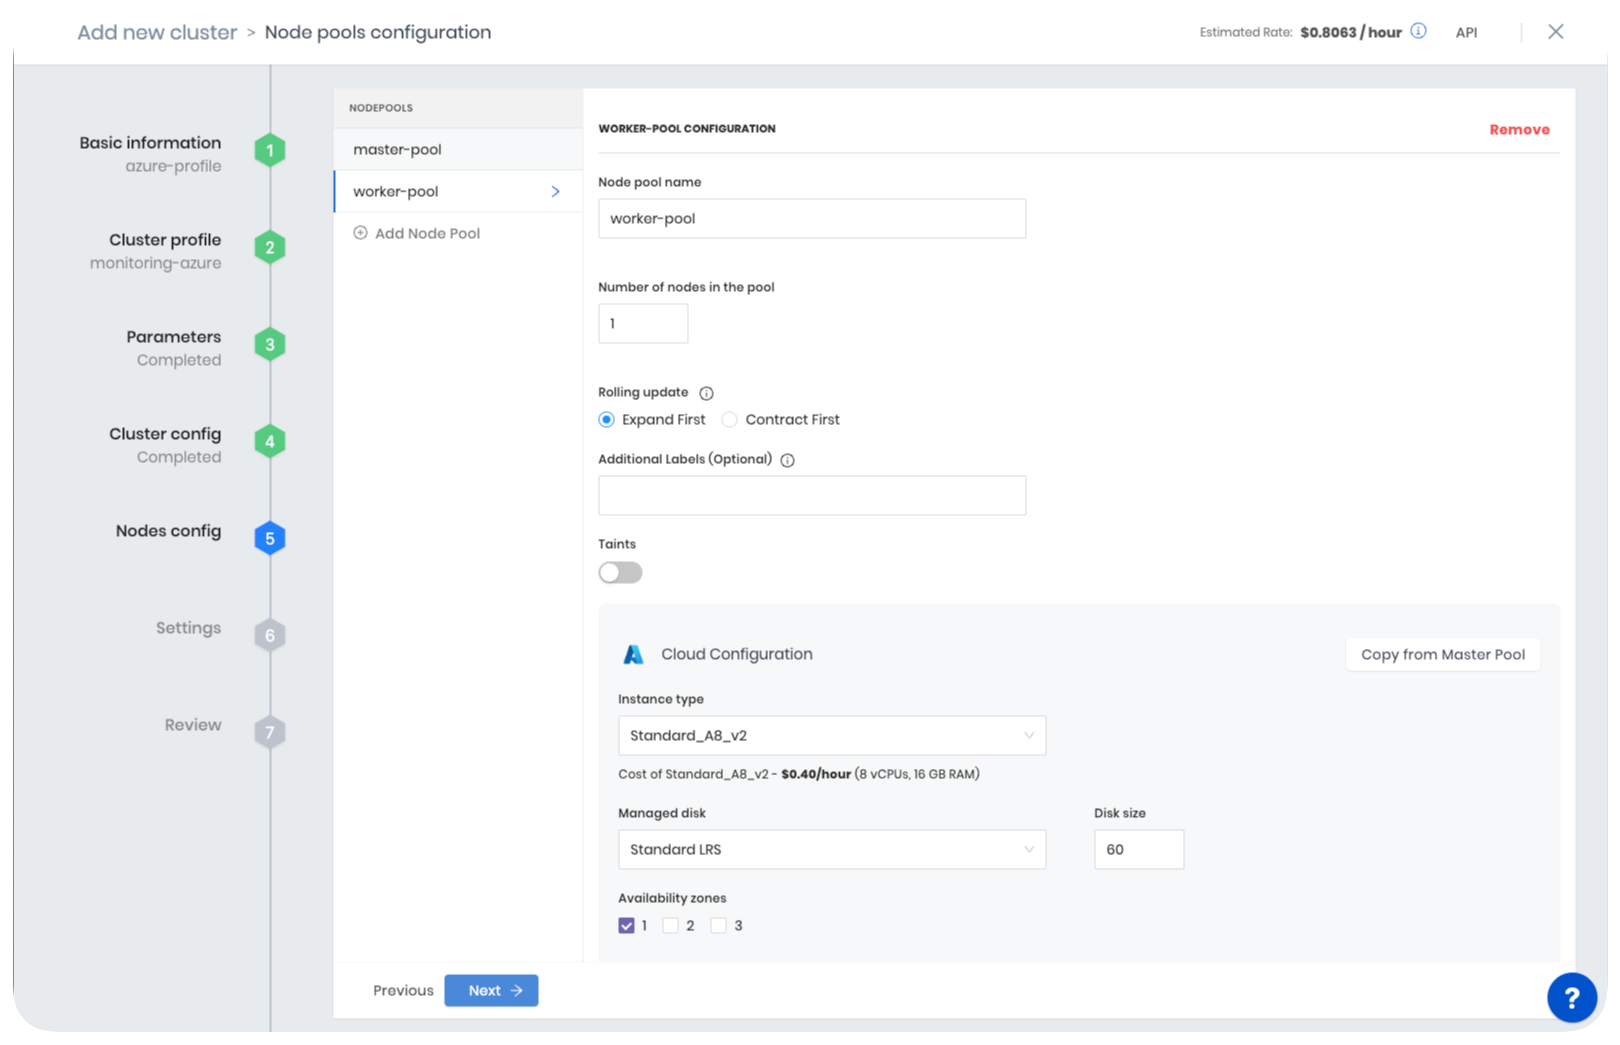 Add new cluster > Node pools configuration
Estimated Rate: $0.8063 / hour API
Basic information
azure-profile
1
Cluster profile
monitoring-azure
2
Parameters
Completed
3
Cluster config
Completed
4
Nodes config
5
Settings
6
Review
7
NODEPOOLS
master-pool
worker-pool
Add Node Pool
WORKER-POOL CONFIGURATION
Remove
Node pool name
worker-pool
Number of nodes in the pool
1
Rolling update
Expand First Contract First
Additional Labels (Optional)
Taints
Cloud Configuration
Copy from Master Pool
Instance type
Standard_A8_v2
Cost of Standard_A8_v2 - $0.40/hour (8 vCPUs, 16 GB RAM)
Managed disk Disk size
Standard LRS 60
Availability zones
1 2 3
Previous Next
?